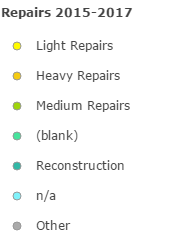 Repairs 2015-2017
Light Repairs
Heavy Repairs
Medium Repairs
(blank)
Reconstruction
n/a
Other